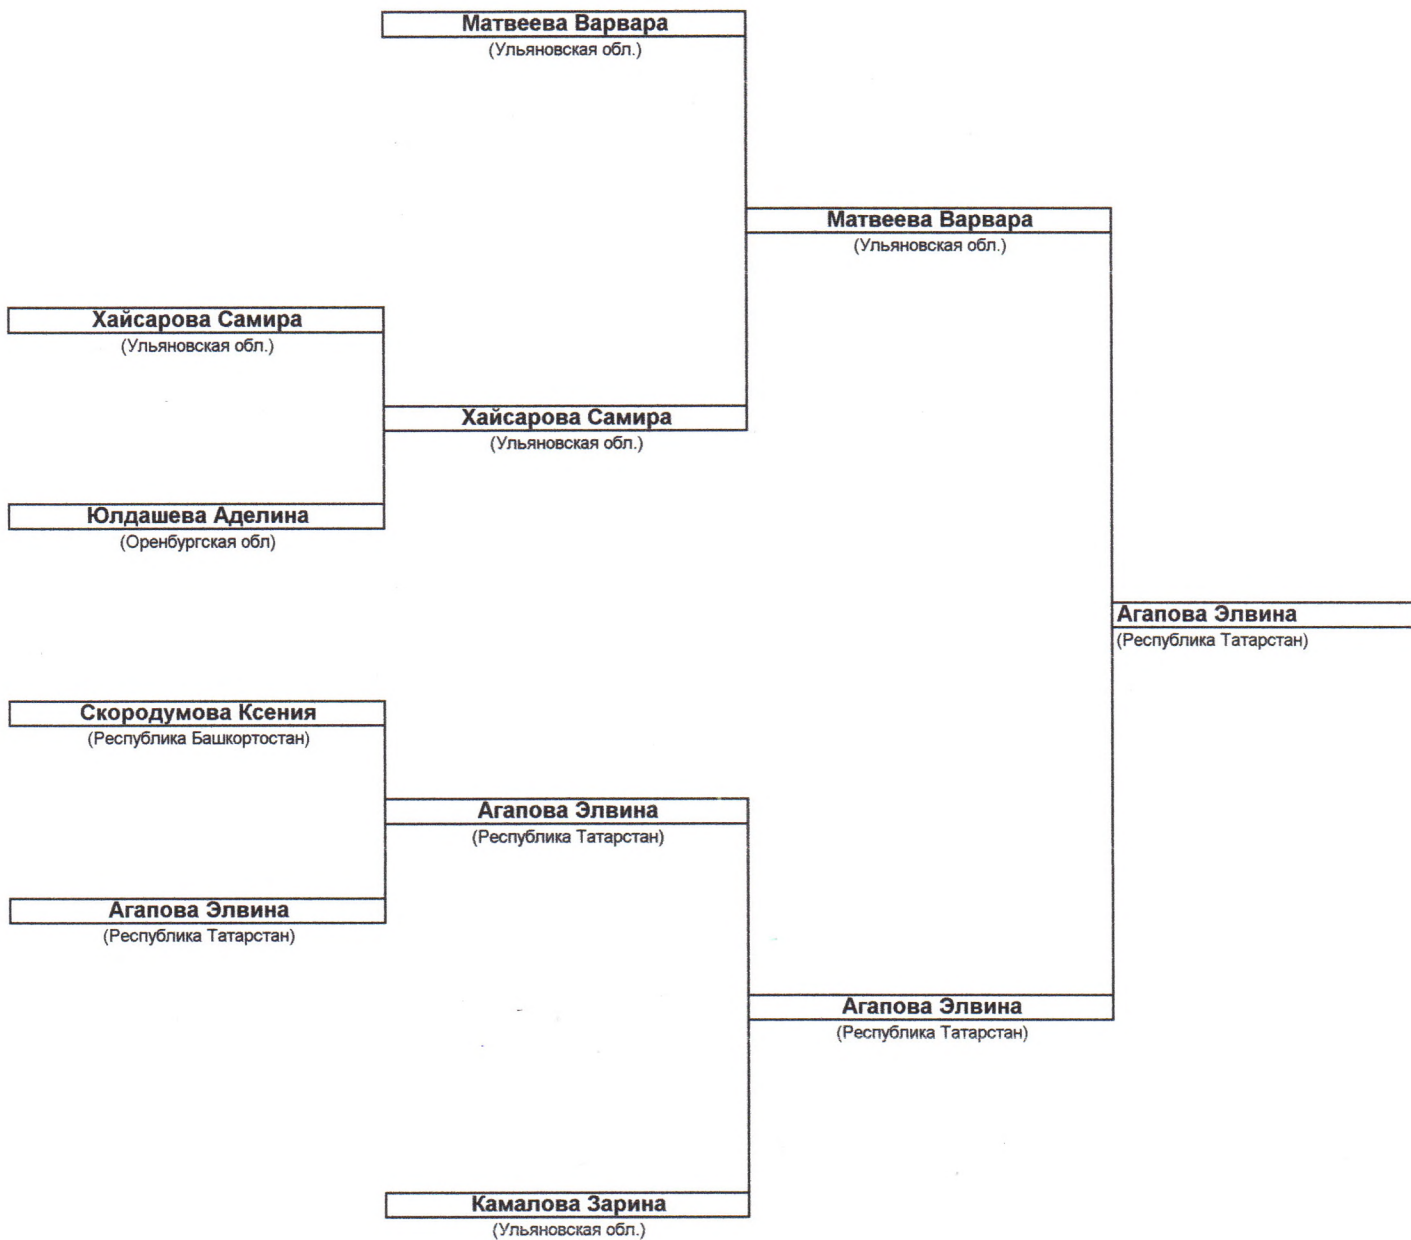 Матвеева Варвара
(Ульяновская обл.)
Матвеева Варвара
(Ульяновская обл.)
Хайсарова Самира
(Ульяновская обл.)
Хайсарова Самира
(Ульяновская обл.)
Юлдашева Аделина
(Оренбургская обл)
Агапова Элвина
(Республика Татарстан)
Скородумова Ксения
(Республика Башкортостан)
Агапова Элвина
(Республика Татарстан)
Агапова Элвина
(Республика Татарстан)
Агапова Элвина
(Республика Татарстан)
Камалова Зарина
(Ульяновская обл.)